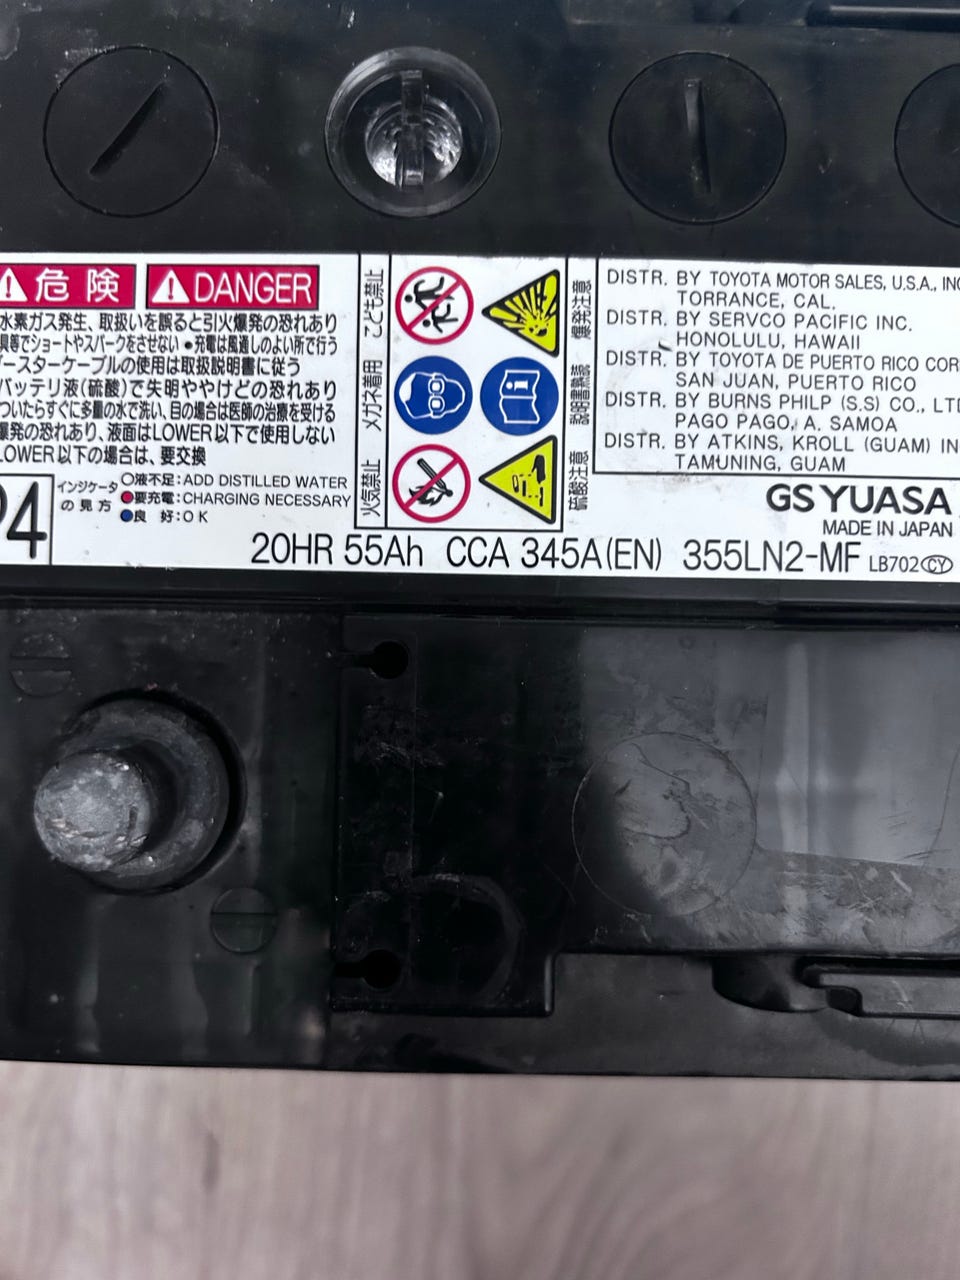 危険 DANGER
水素ガス発生、取扱いを誤ると引火爆発の恐れあり
具等でショートやスパークをさせない ●充電は風通しのよい所で行う
ブースターケーブルの使用は取扱説明書に従う
バッテリ液(硫酸)で失明ややけどの恐れあり
ついたらすぐに多量の水で洗い、目の場合は医師の治療を受ける
爆発の恐れあり、液面はLOWER以下で使用しない
LOWER以下の場合は、要交換
P4
インジケータの見方
液不足:ADD DISTILLED WATER
要充電:CHARGING NECESSARY
良 好:OK
こども禁止
メガネ着用
火気禁止
爆発注意
説明書熟読
硫酸注意
DISTR. BY TOYOTA MOTOR SALES, U.S.A., INC
TORRANCE, CAL.
DISTR. BY SERVCO PACIFIC INC.
HONOLULU, HAWAII
DISTR. BY TOYOTA DE PUERTO RICO COR
SAN JUAN, PUERTO RICO
DISTR. BY BURNS PHILP (S.S) CO., LTD
PAGO PAGO, A. SAMOA
DISTR. BY ATKINS, KROLL (GUAM) IN
TAMUNING, GUAM
GS YUASA
MADE IN JAPAN
20HR 55Ah CCA 345A(EN) 355LN2-MF LB702 CY